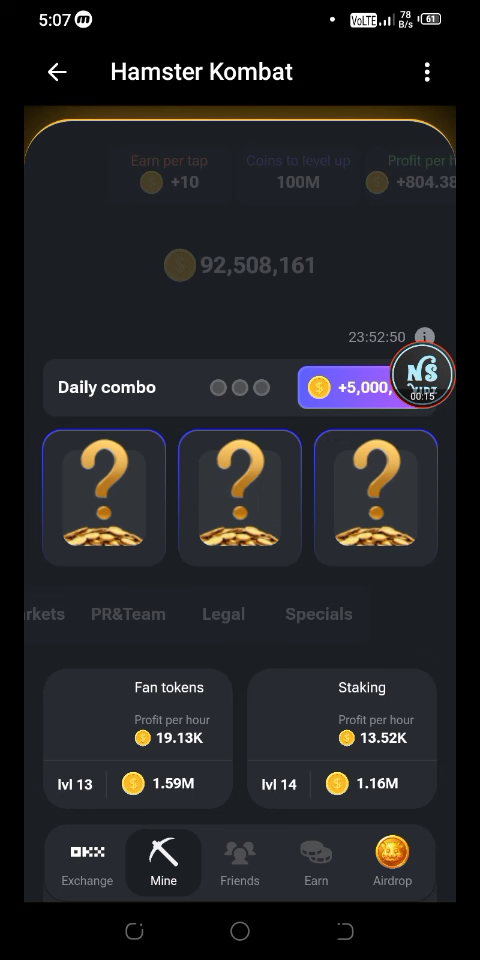 5:07
VoLTE
78 B/s
61
Hamster Kombat
Earn per tap
+10
Coins to level up
100M
Profit per h
+804.38
92,508,161
23:52:50
Daily combo
+5,000,
NS
00:15
rkets PR&Team Legal Specials
Fan tokens
Profit per hour
19.13K
lvl 13
1.59M
Staking
Profit per hour
13.52K
lvl 14
1.16M
Exchange Mine Friends Earn Airdrop